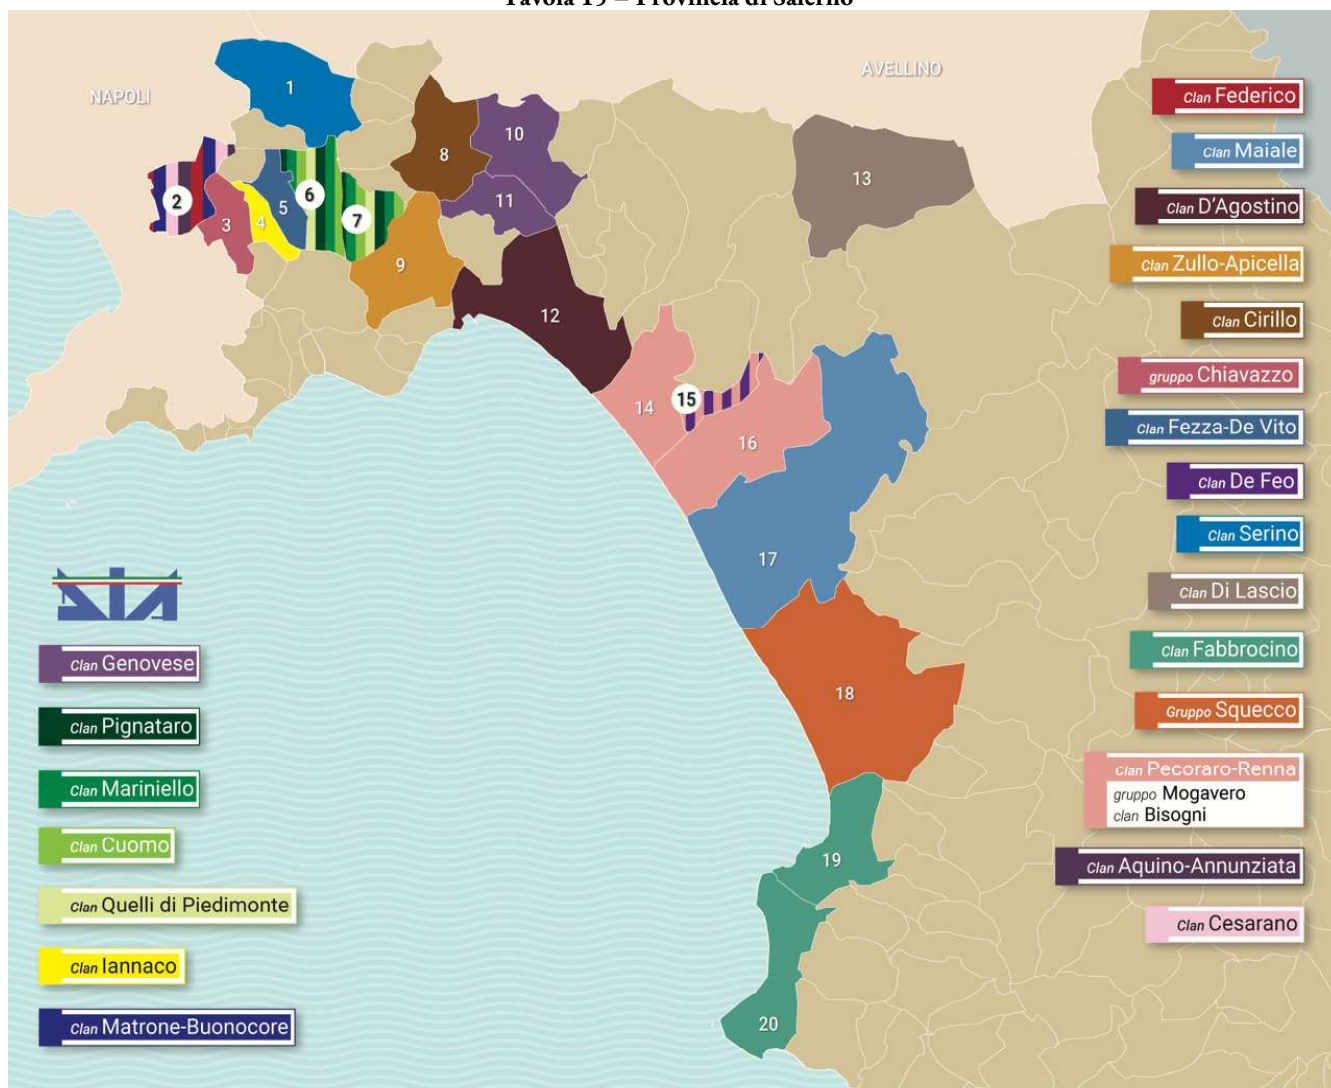 Tavola 15 – Provincia di Salerno
NAPOLI
AVELLINO
1
2
3
4
5
6
7
8
9
10
11
12
13
14
15
16
17
18
19
20
Clan Federico
Clan Maiale
Clan D'Agostino
Clan Zullo-Apicella
Clan Cirillo
gruppo Chiavazzo
Clan Fezza-De Vito
Clan De Feo
Clan Serino
Clan Di Lascio
Clan Fabbrocino
Gruppo Squecco
Clan Pecoraro-Renna
gruppo Mogavero
clan Bisogni
Clan Aquino-Annunziata
Clan Cesarano
DIA
Clan Genovese
Clan Pignataro
Clan Mariniello
Clan Cuomo
Clan Quelli di Piedimonte
Clan Iannaco
Clan Matrone-Buonocore